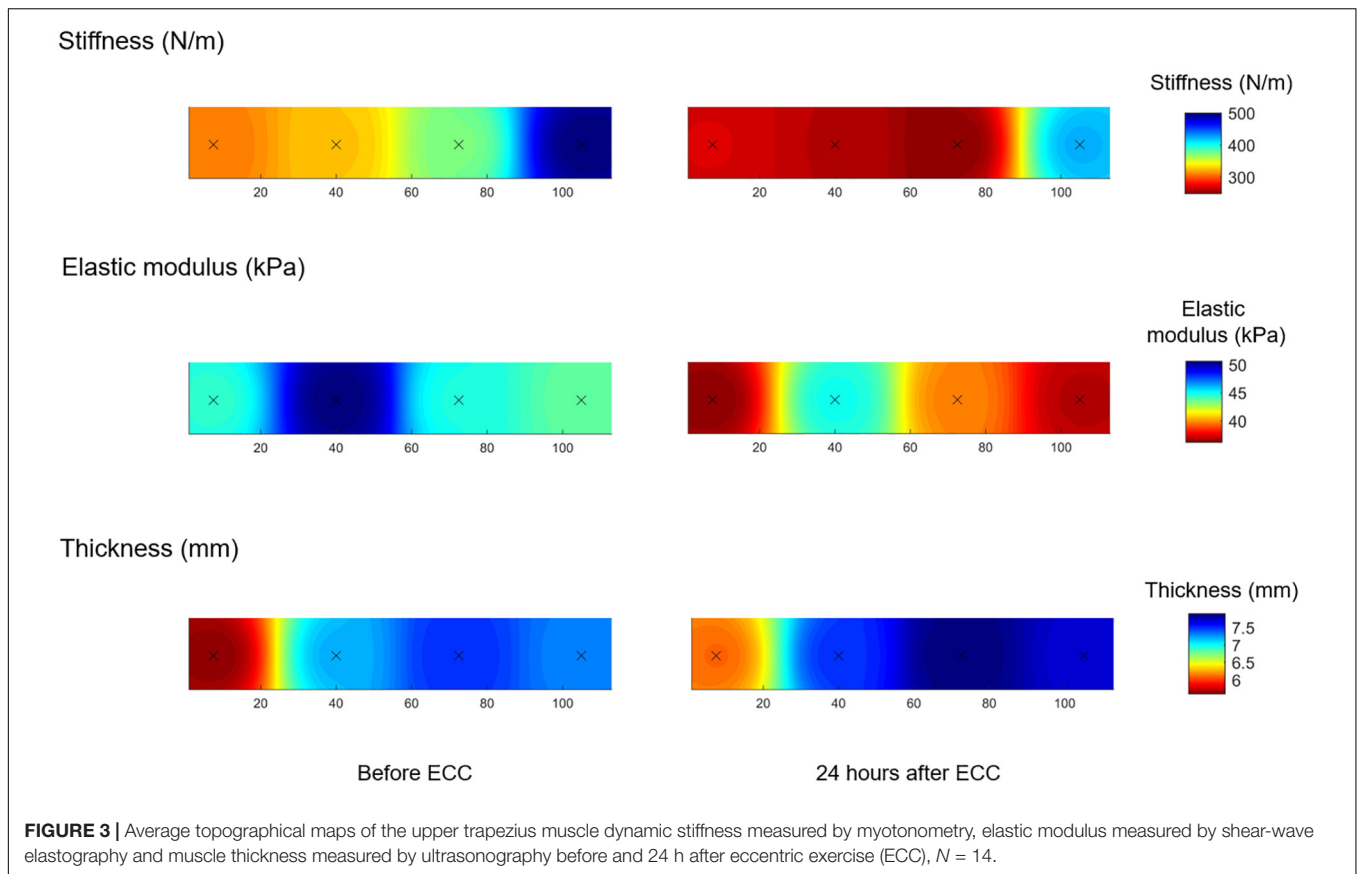 Stiffness (N/m)
Stiffness (N/m)
500
400
300
20 40 60 80 100
20 40 60 80 100
Elastic modulus (kPa)
Elastic
modulus (kPa)
50
45
40
20 40 60 80 100
20 40 60 80 100
Thickness (mm)
Thickness (mm)
7.5
7
6.5
6
20 40 60 80 100
20 40 60 80 100
Before ECC
24 hours after ECC
FIGURE 3 | Average topographical maps of the upper trapezius muscle dynamic stiffness measured by myotonometry, elastic modulus measured by shear-wave
elastography and muscle thickness measured by ultrasonography before and 24 h after eccentric exercise (ECC), N = 14.